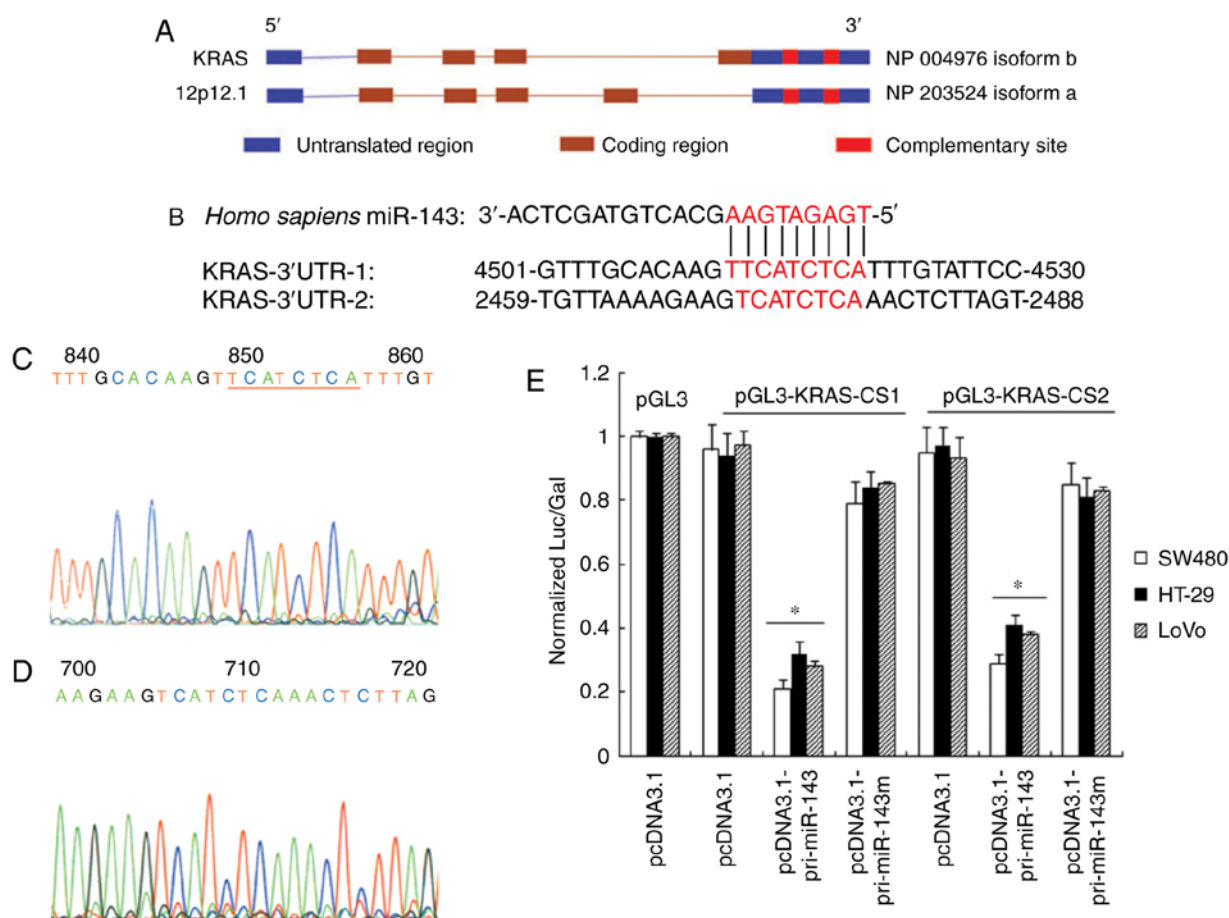 A
5′ 3′
KRAS NP 004976 isoform b
12p12.1 NP 203524 isoform a
Untranslated region Coding region Complementary site
B Homo sapiens miR-143: 3′-ACTCGATGTCACGAAGTAGAGT-5′
KRAS-3′UTR-1: 4501-GTTTGCACAAGTTCATCTCATTTGTATTCC-4530
KRAS-3′UTR-2: 2459-TGTTAAAAGAAGTCATCTCAAACTCTTAGT-2488
C
840 850 860
TTTGCACAAGTTCATCTCATTTGT
D
700 710 720
AAGAAGTCATCTCAAACTCTTAG
E
Normalized Luc/Gal
1.2
1
0.8
0.6
0.4
0.2
0
pGL3 pGL3-KRAS-CS1 pGL3-KRAS-CS2
* *
SW480
HT-29
LoVo
pcDNA3.1
pcDNA3.1
pcDNA3.1-
pri-miR-143
pcDNA3.1-
pri-miR-143m
pcDNA3.1
pcDNA3.1-
pri-miR-143
pcDNA3.1-
pri-miR-143m